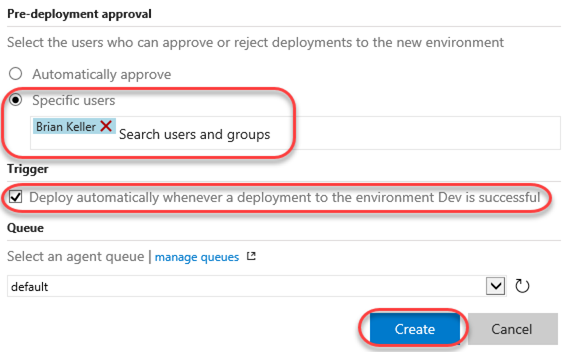 Pre-deployment approval
Select the users who can approve or reject deployments to the new environment
Automatically approve
Specific users
Brian Keller Search users and groups
Trigger
Deploy automatically whenever a deployment to the environment Dev is successful
Queue
Select an agent queue | manage queues
default
Create Cancel